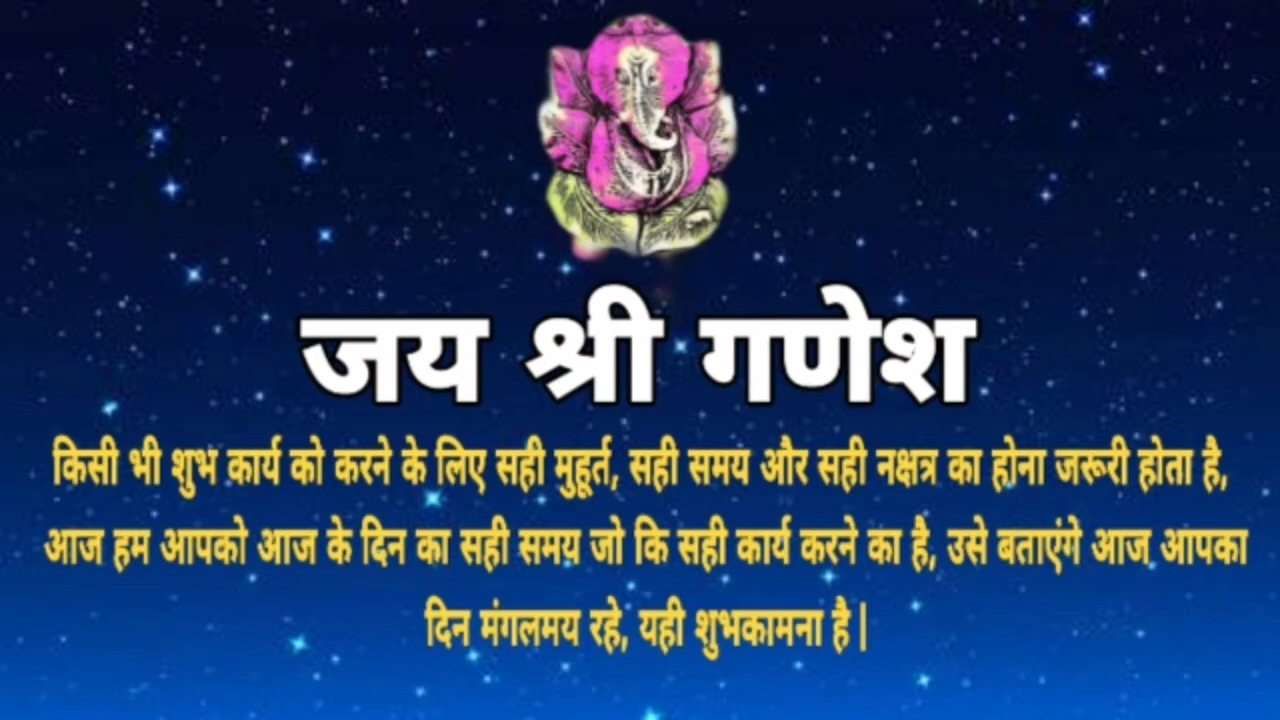 जय श्री गणेश
किसी भी शुभ कार्य को करने के लिए सही मुहूर्त, सही समय और सही नक्षत्र का होना जरूरी होता है,
आज हम आपको आज के दिन का सही समय जो कि सही कार्य करने का है, उसे बताएंगे आज आपका
दिन मंगलमय रहे, यही शुभकामना है|